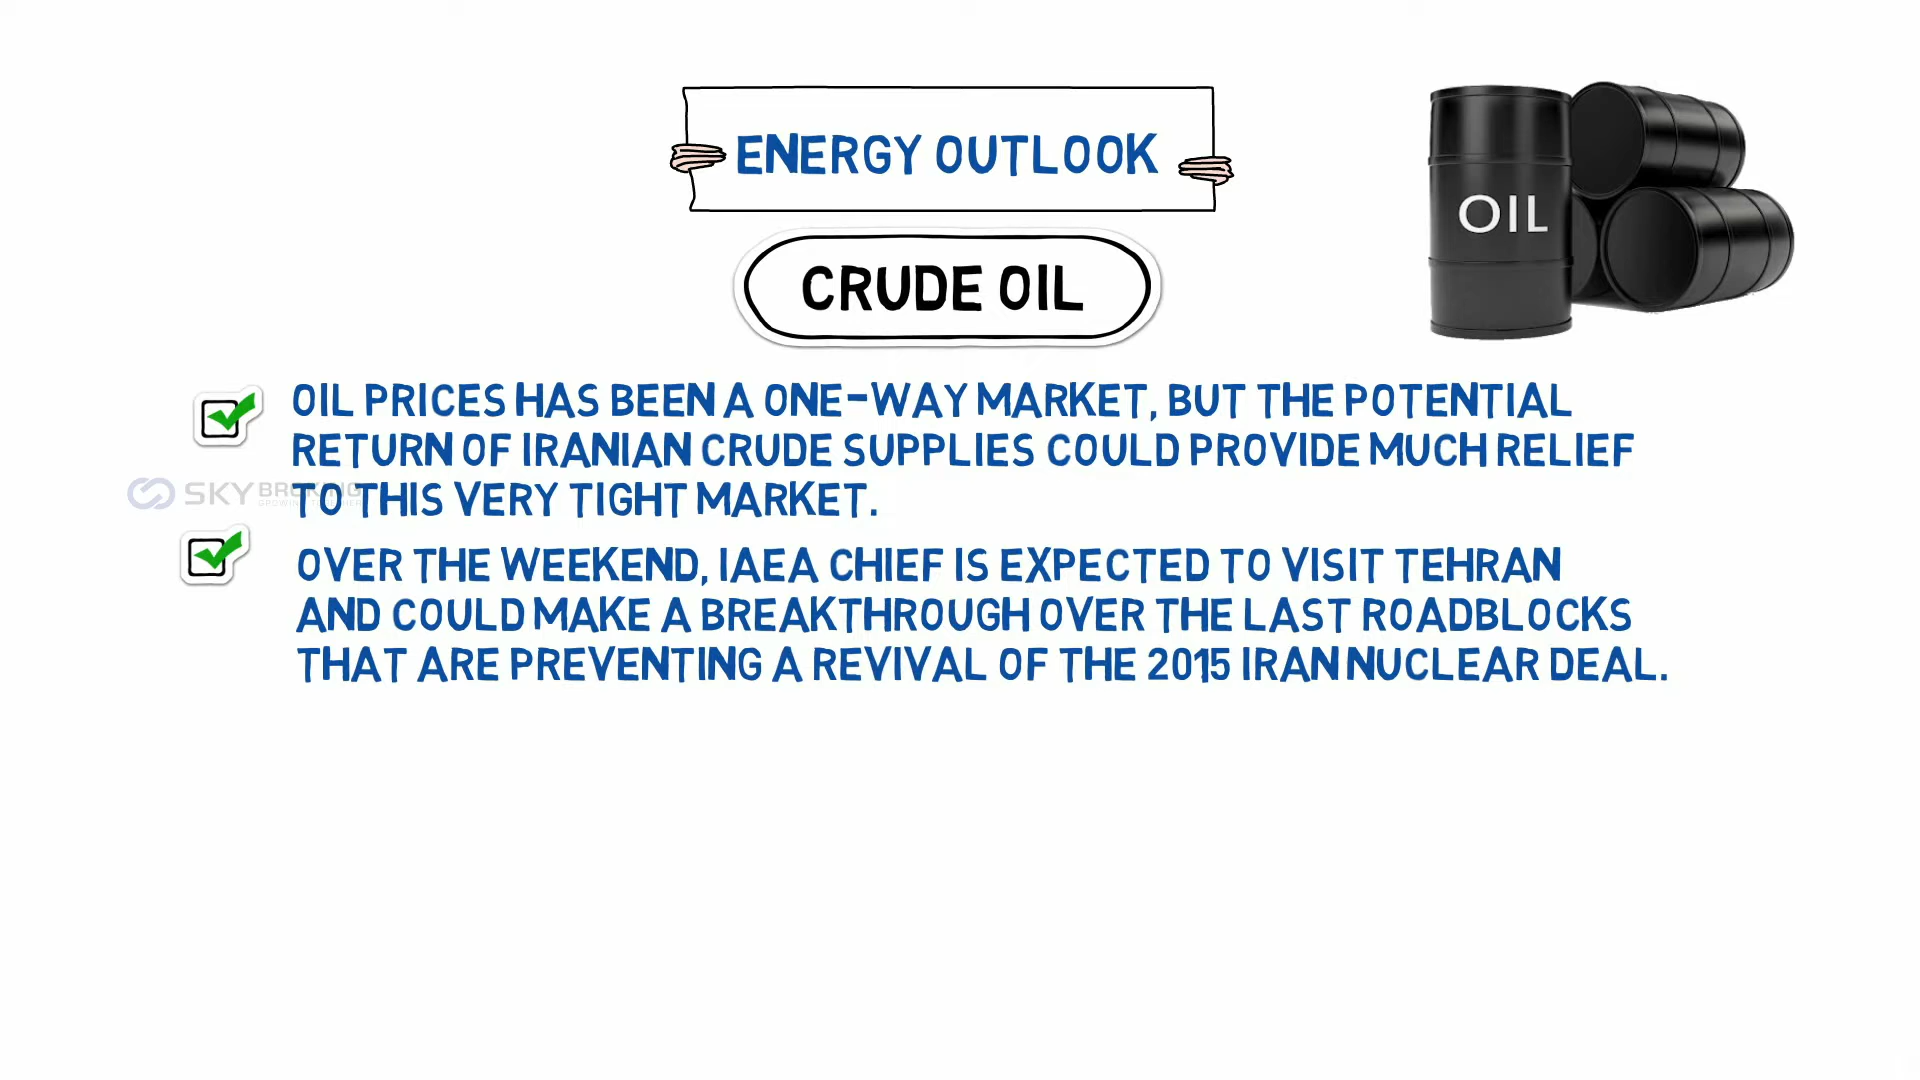 ENERGY OUTLOOK
OIL
CRUDE OIL
OIL PRICES HAS BEEN A ONE-WAY MARKET, BUT THE POTENTIAL
RETURN OF IRANIAN CRUDE SUPPLIES COULD PROVIDE MUCH RELIEF
TO THIS VERY TIGHT MARKET.
SKY BROKING
OVER THE WEEKEND, IAEA CHIEF IS EXPECTED TO VISIT TEHRAN
AND COULD MAKE A BREAKTHROUGH OVER THE LAST ROADBLOCKS
THAT ARE PREVENTING A REVIVAL OF THE 2015 IRAN NUCLEAR DEAL.